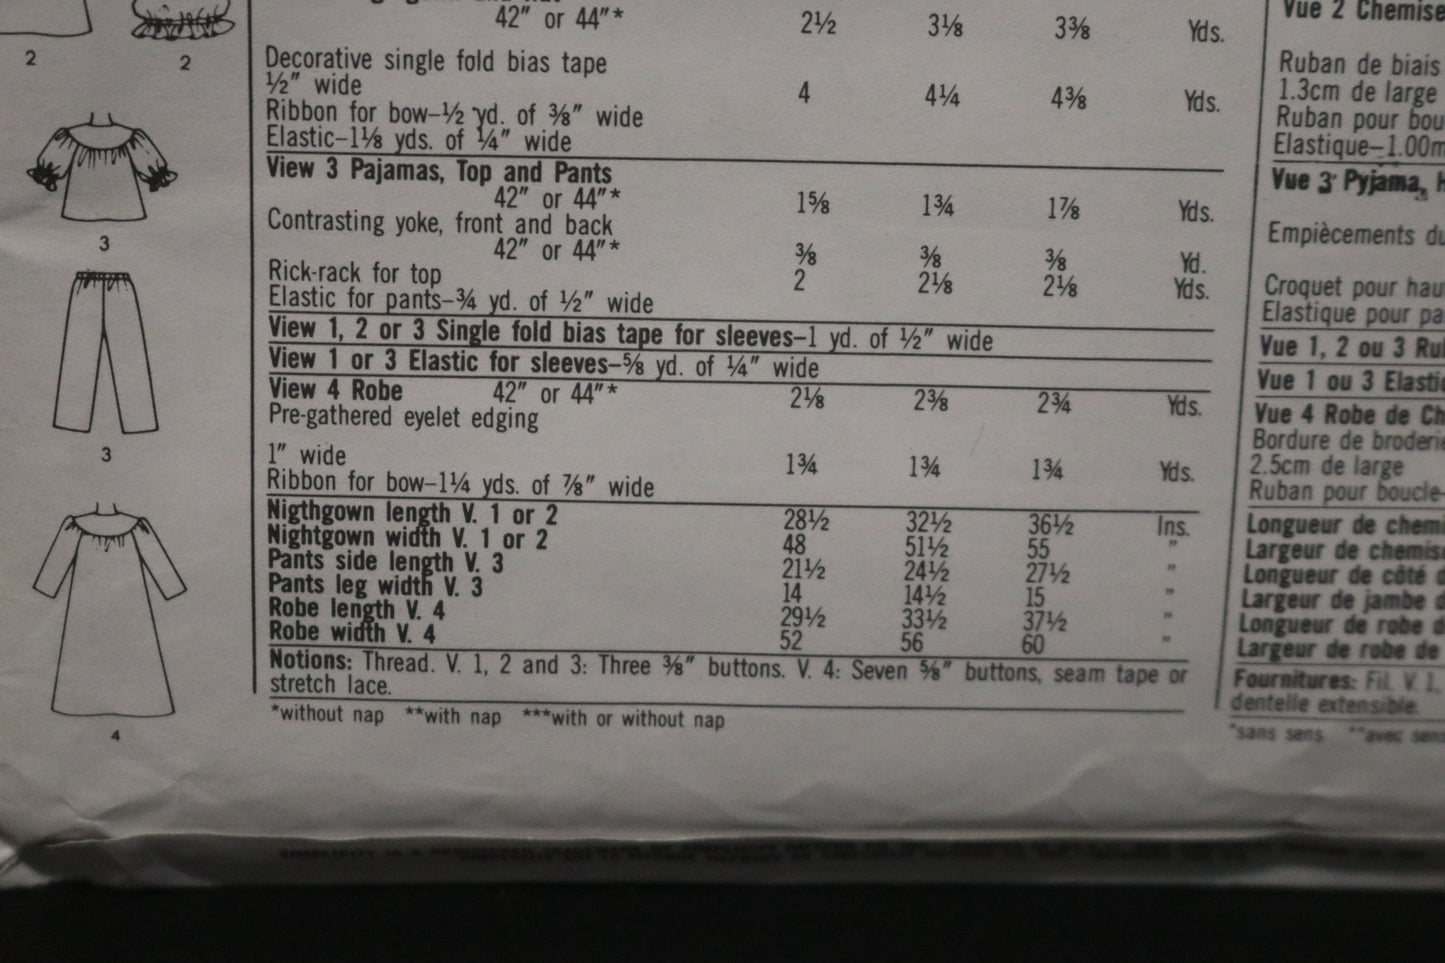 42" or 44"* 2½ 3⅛ 3⅜ Yds.
Decorative single fold bias tape
½" wide 4 4¼ 4⅜ Yds.
Ribbon for bow–½ yd. of ⅜" wide
Elastic–1⅛ yds. of ¼" wide
View 3 Pajamas, Top and Pants
42" or 44"* 1⅝ 1¾ 1⅞ Yds.
Contrasting yoke, front and back
42" or 44"* ⅜ ⅜ ⅜ Yd.
Rick-rack for top 2 2⅛ 2⅛ Yds.
Elastic for pants–¾ yd. of ½" wide
View 1, 2 or 3 Single fold bias tape for sleeves–1 yd. of ½" wide
View 1 or 3 Elastic for sleeves–⅝ yd. of ¼" wide
View 4 Robe 42" or 44"* 2⅛ 2⅜ 2¾ Yds.
Pre-gathered eyelet edging
1" wide 1¾ 1¾ 1¾ Yds.
Ribbon for bow–1¼ yds. of ⅞" wide
Nigthgown length V. 1 or 2 28½ 32½ 36½ Ins.
Nightgown width V. 1 or 2 48 51½ 55 "
Pants side length V. 3 21½ 24½ 27½ "
Pants leg width V. 3 14 14½ 15 "
Robe length V. 4 29½ 33½ 37½ "
Robe width V. 4 52 56 60 "
Notions: Thread. V. 1, 2 and 3: Three ⅜" buttons. V. 4: Seven ⅝" buttons, seam tape or
stretch lace.
*without nap **with nap ***with or without nap
2
2
3
3
4
Vue 2 Chemise
Ruban de biais
1.3cm de large
Ruban pour bou
Elastique–1.00m
Vue 3 Pyjama, H
Empiècements du
Croquet pour hau
Elastique pour pa
Vue 1, 2 ou 3 Rub
Vue 1 ou 3 Elastic
Vue 4 Robe de Ch
Bordure de broderie
2.5cm de large
Ruban pour boucle–
Longueur de chemi
Largeur de chemise
Longueur de côté d
Largeur de jambe d
Longueur de robe d
Largeur de robe de
Fournitures: Fil. V. 1,
dentelle extensible.
*sans sens **avec sens